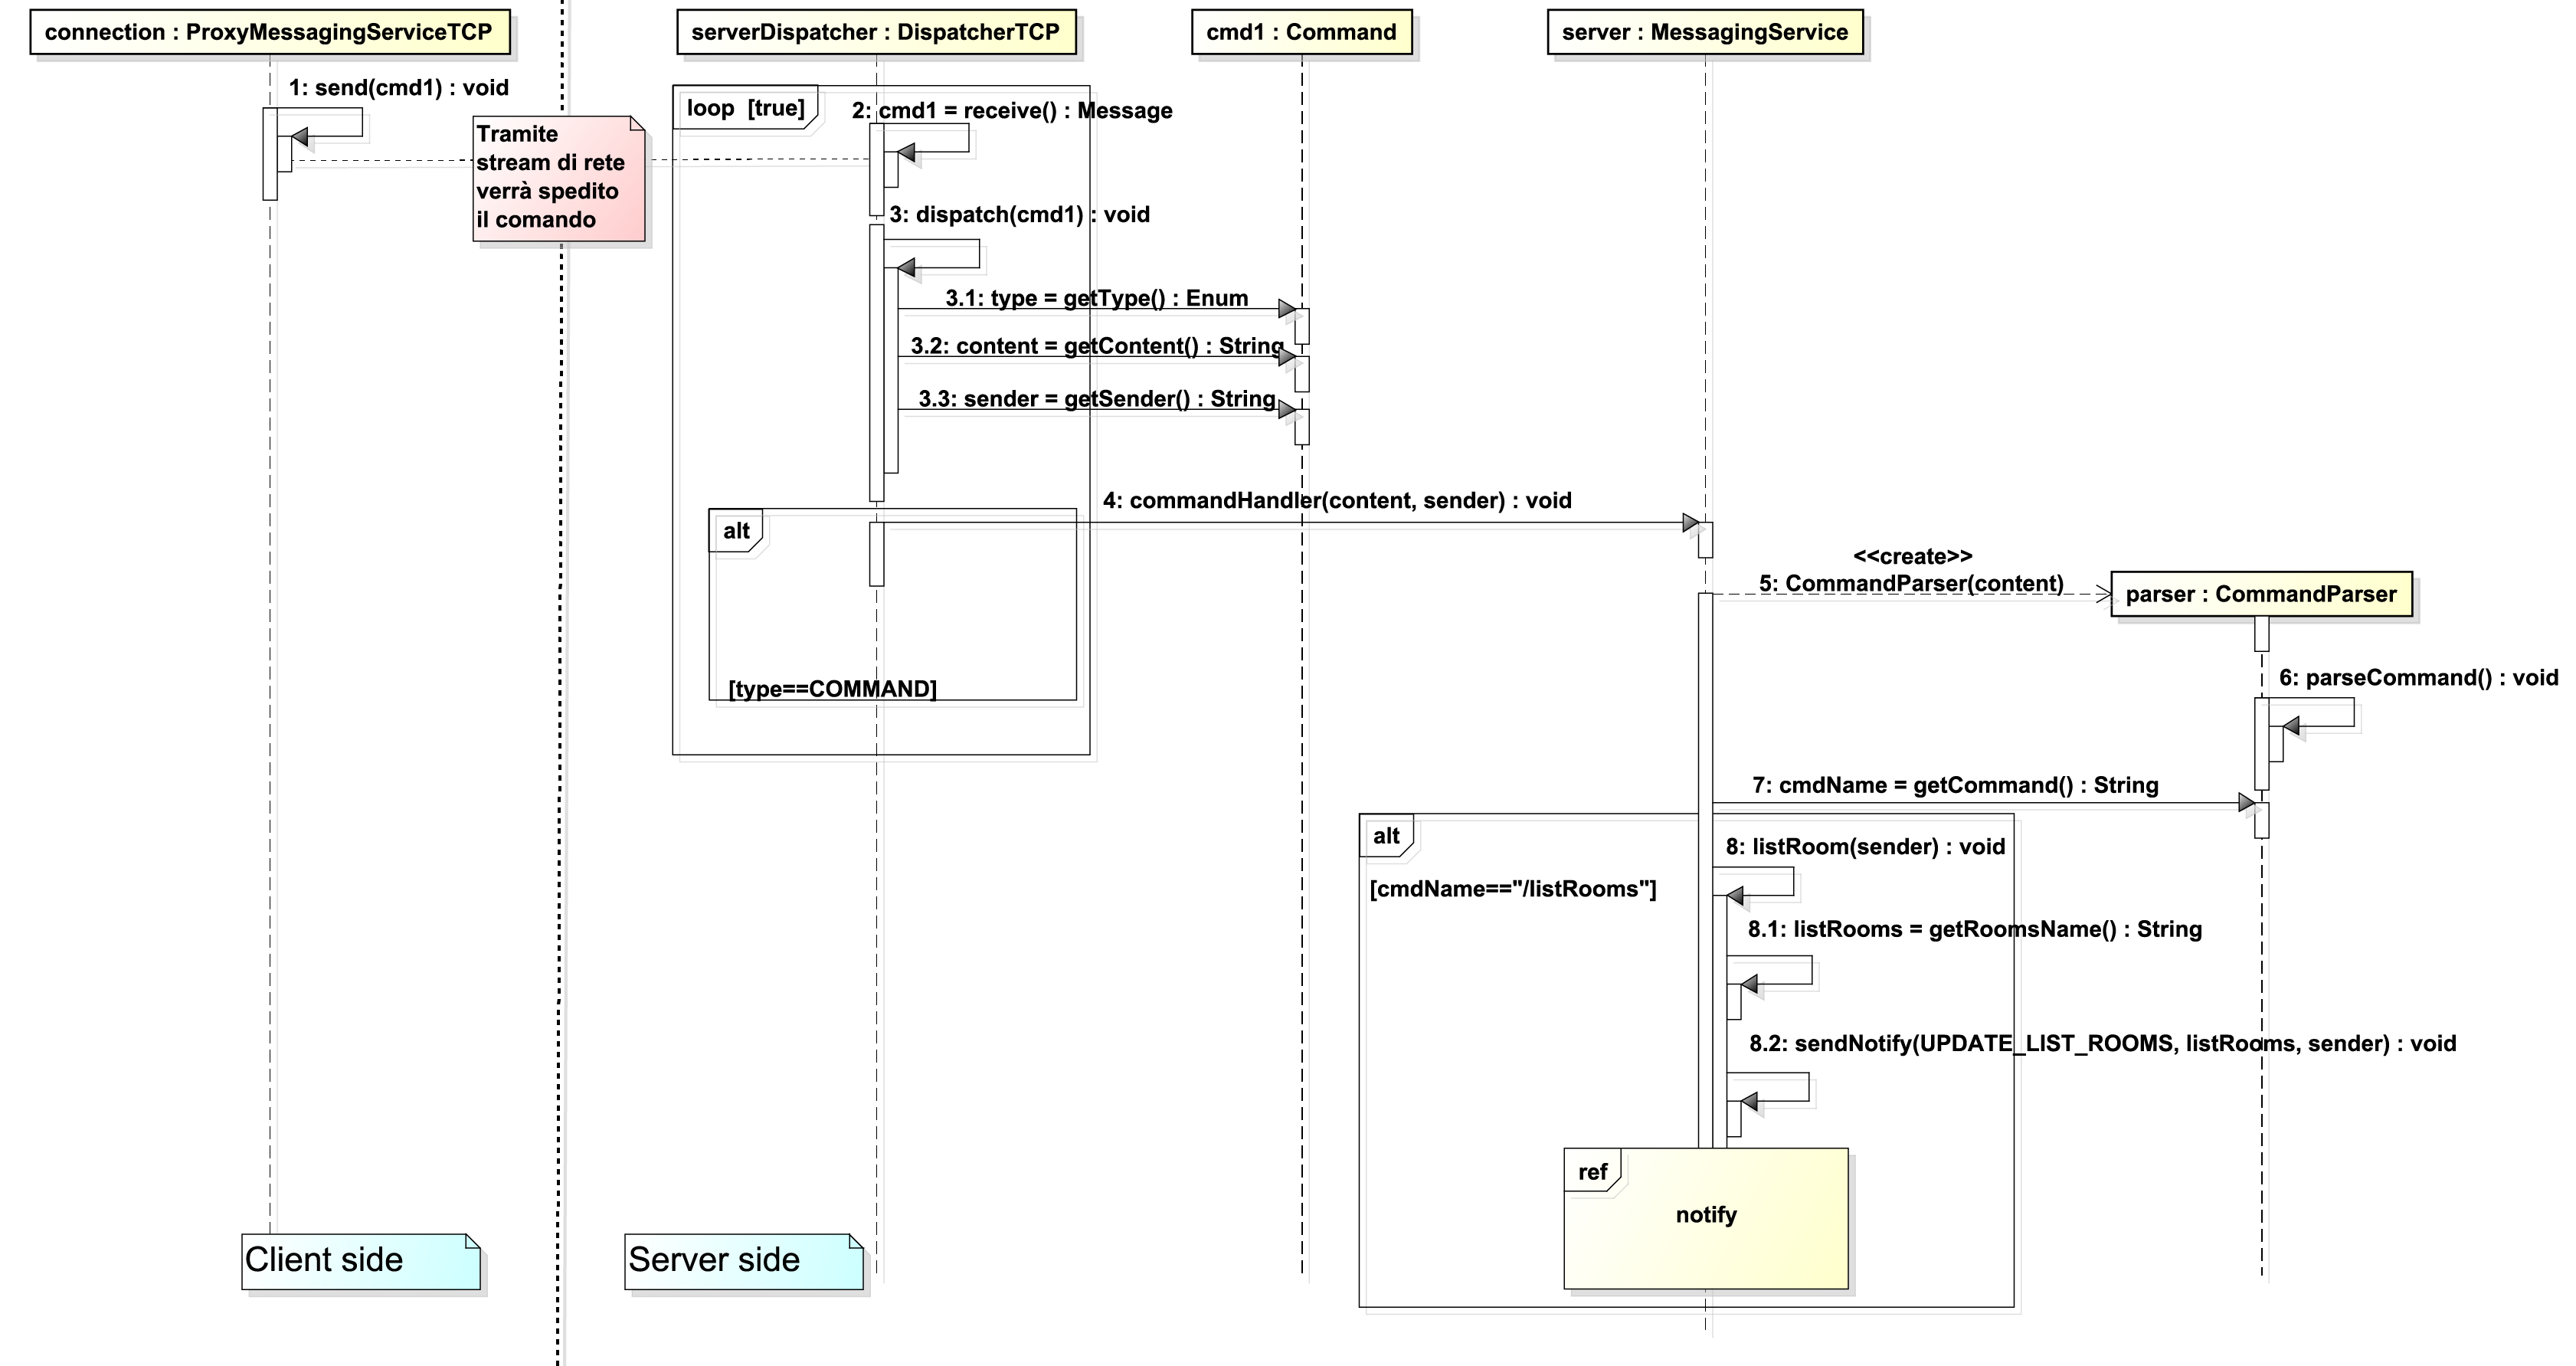 connection : ProxyMessagingServiceTCP
serverDispatcher : DispatcherTCP
cmd1 : Command
server : MessagingService
1: send(cmd1) : void
loop [true]
2: cmd1 = receive() : Message
Tramite
stream di rete
verrà spedito
il comando
3: dispatch(cmd1) : void
3.1: type = getType() : Enum
3.2: content = getContent() : String
3.3: sender = getSender() : String
4: commandHandler(content, sender) : void
alt
<<create>>
5: CommandParser(content)
parser : CommandParser
[type==COMMAND]
6: parseCommand() : void
7: cmdName = getCommand() : String
alt
8: listRoom(sender) : void
[cmdName=="/listRooms"]
8.1: listRooms = getRoomsName() : String
8.2: sendNotify(UPDATE_LIST_ROOMS, listRooms, sender) : void
ref
notify
Client side
Server side